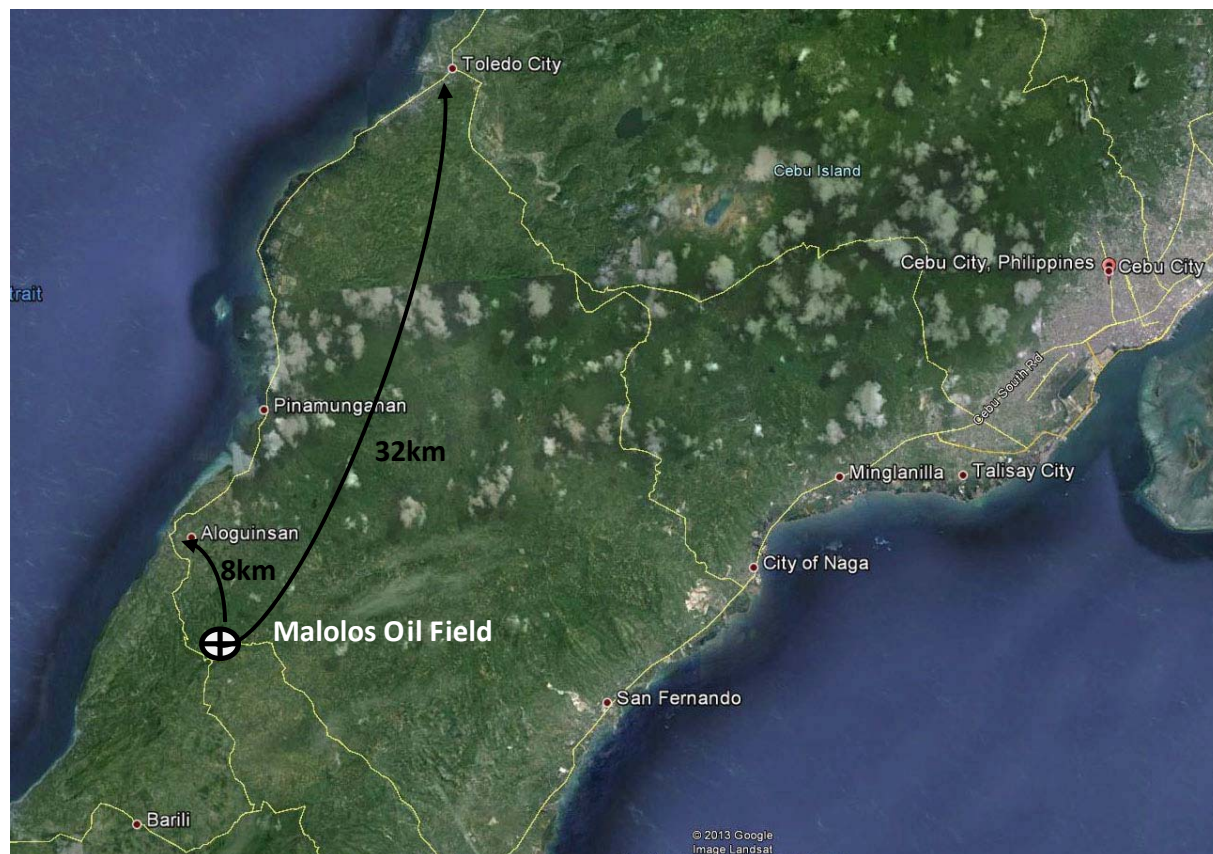 Toledo City
Cebu Island
Cebu City, Philippines
Cebu City
trait
Pinamungahan
32km
Cebu South Rd
Minglanilla
Talisay City
Aloguinsan
8km
City of Naga
Malolos Oil Field
San Fernando
Barili
© 2013 Google
Image Landsat